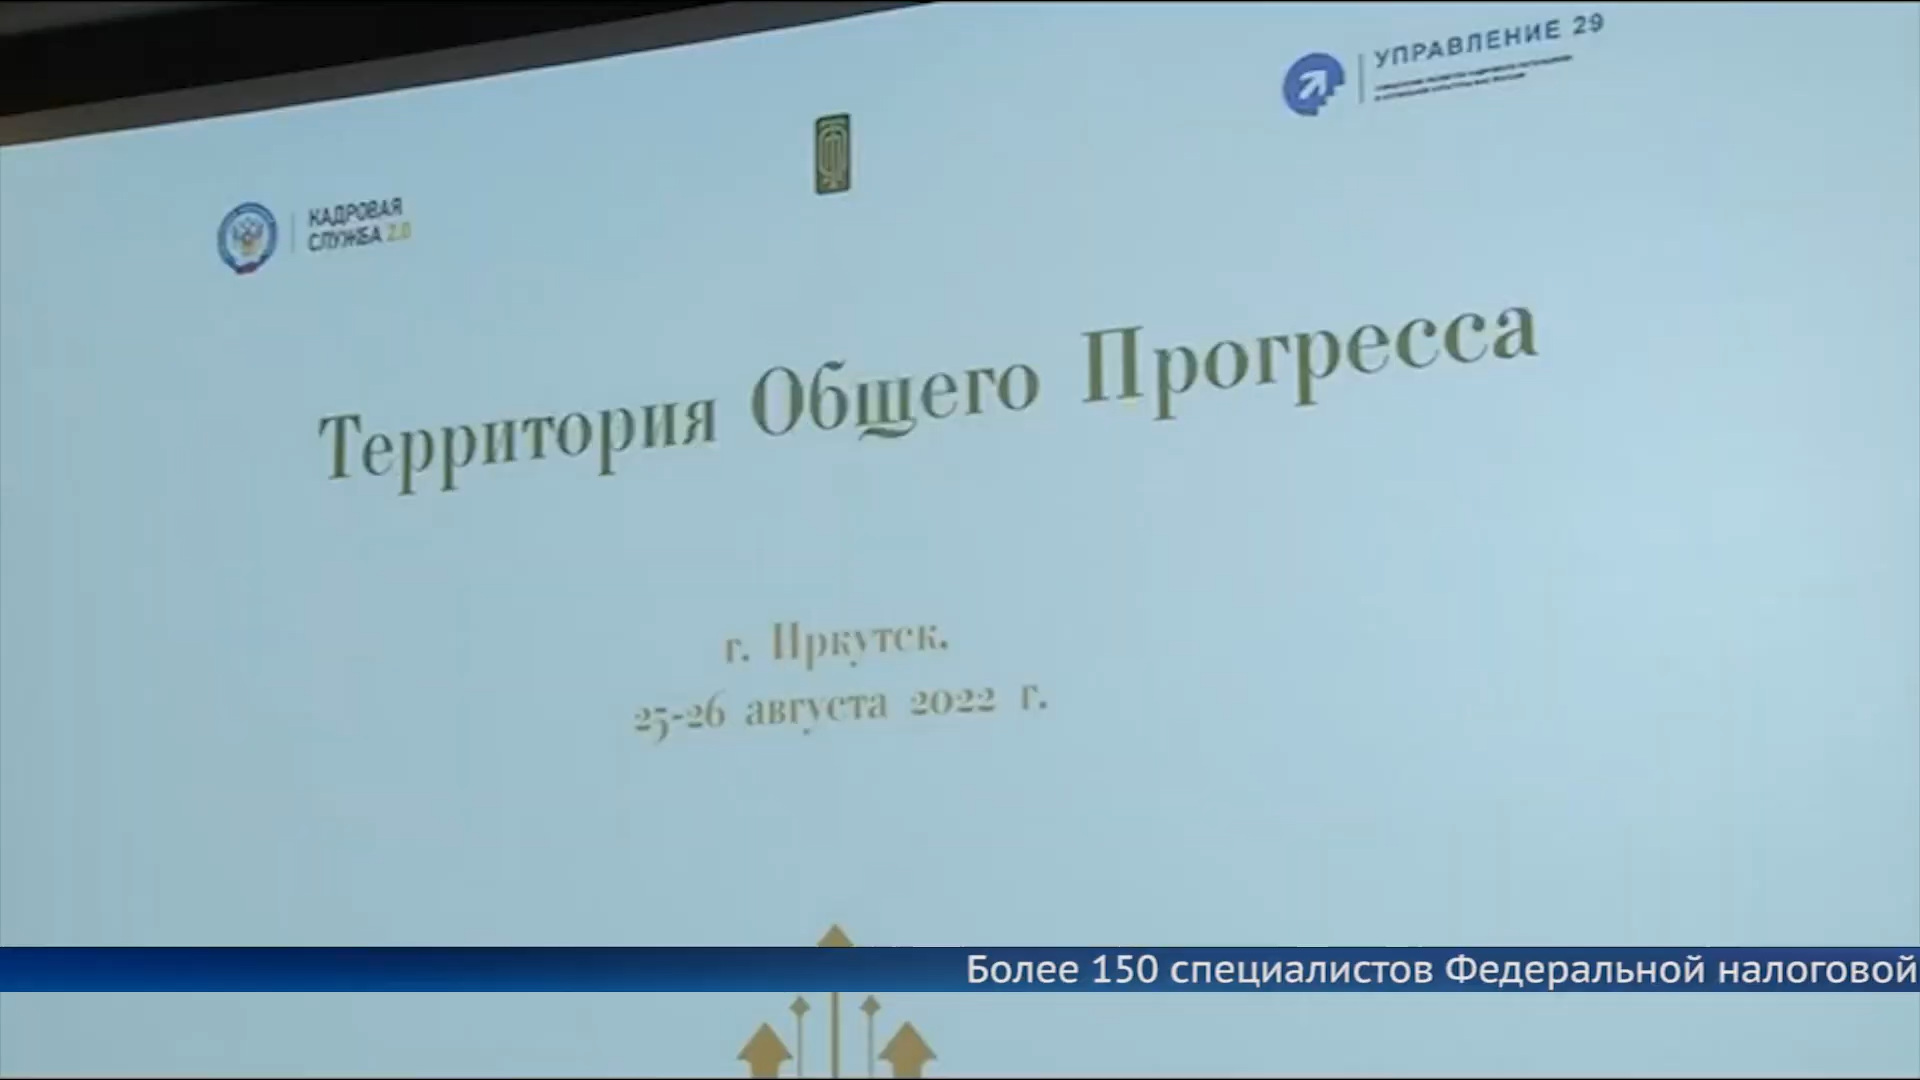 УПРАВЛЕНИЕ 29
КАДРОВАЯ
СЛУЖБА 2.0
Территория Общего Прогресса
г. Иркутск,
25-26 августа 2022 г.
Более 150 специалистов Федеральной налоговой